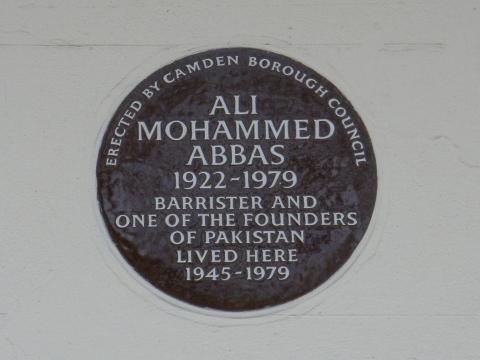 ERECTED BY CAMDEN BOROUGH COUNCIL
ALI
MOHAMMED
ABBAS
1922-1979
BARRISTER AND
ONE OF THE FOUNDERS
OF PAKISTAN
LIVED HERE
1945-1979